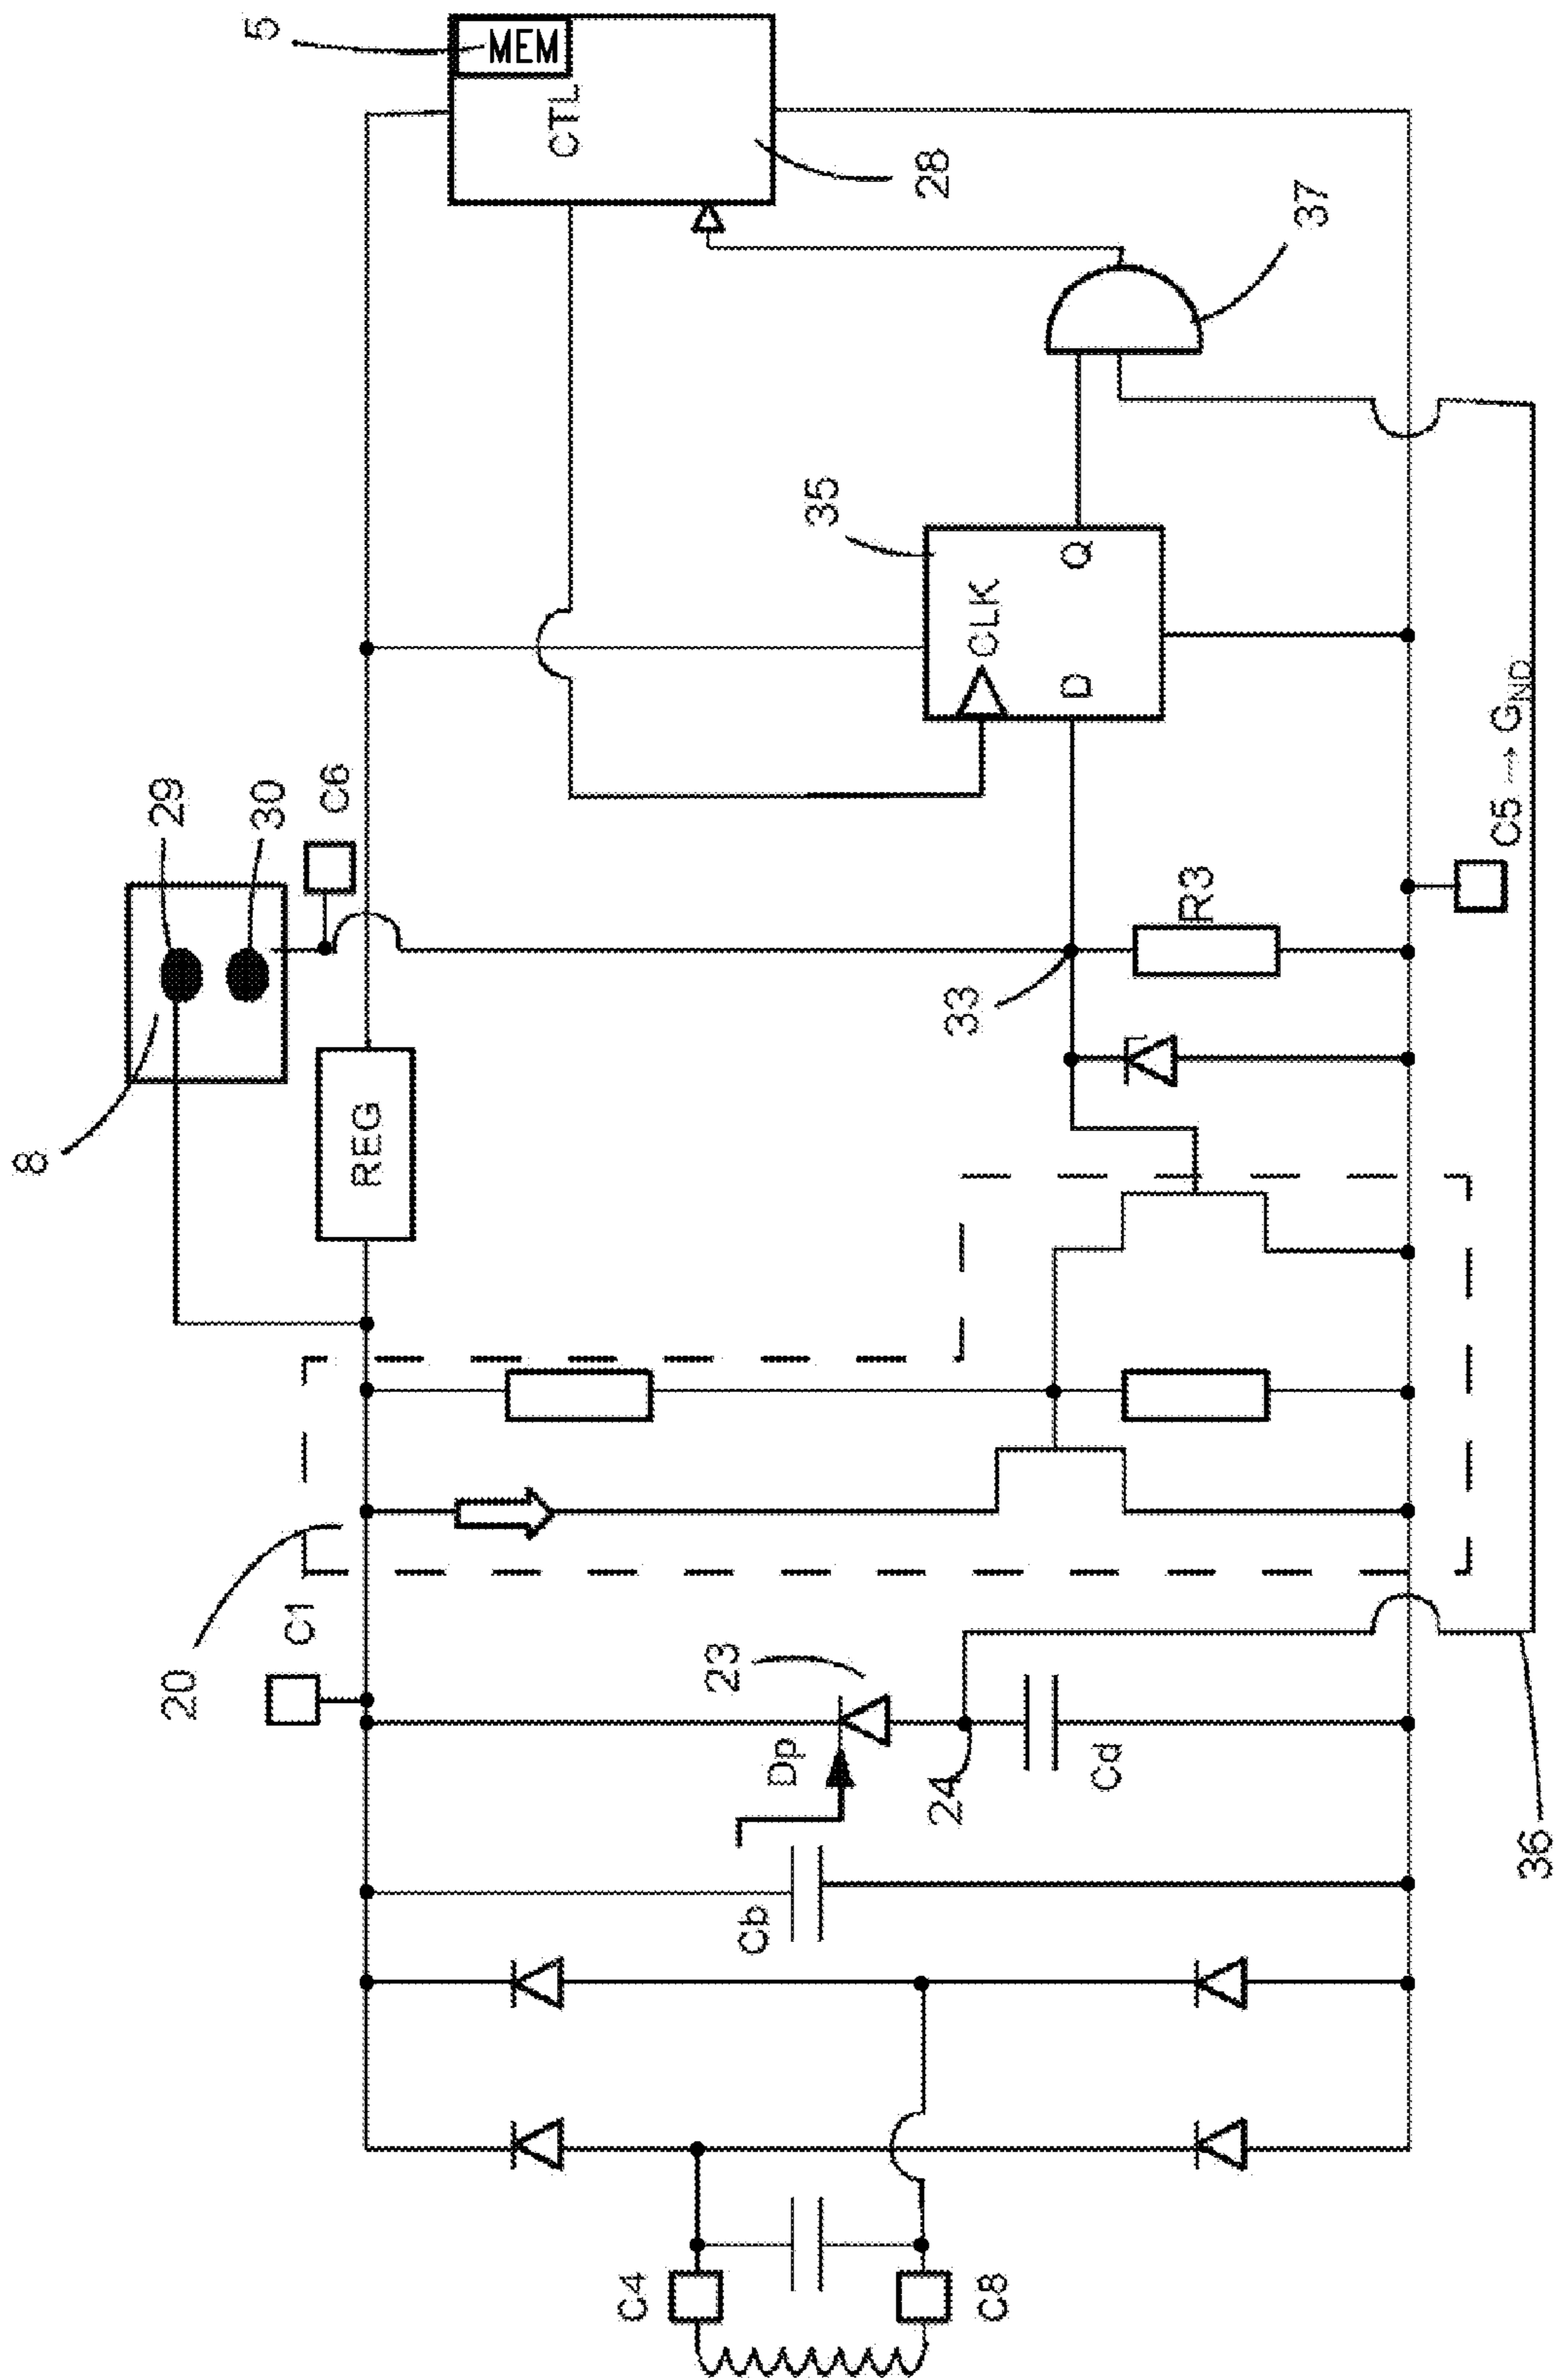 5
MEM
CTL
28
37
35
CLK
Q
D
29
30
C6
8
REG
33
R3
C5 → GND
20
C1
23
Dp
24
Cd
Cb
36
C4
C8